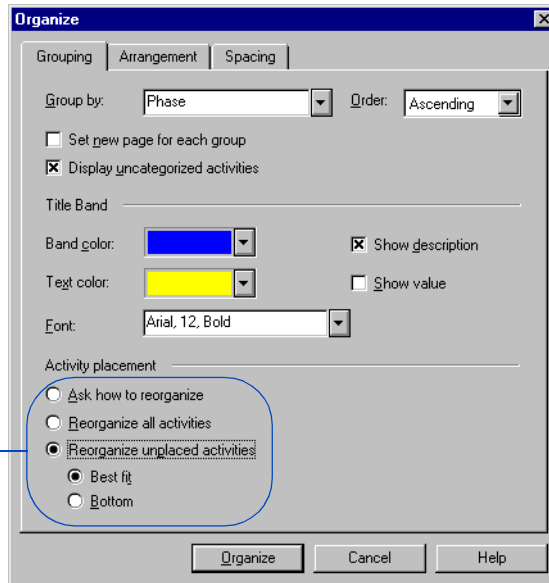 Organize
Grouping Arrangement Spacing
Group by: Phase Order: Ascending
Set new page for each group
Display uncategorized activities
Title Band
Band color: Show description
Text color: Show value
Font: Arial, 12, Bold
Activity placement
Ask how to reorganize
Reorganize all activities
Reorganize unplaced activities
Best fit
Bottom
Organize Cancel Help